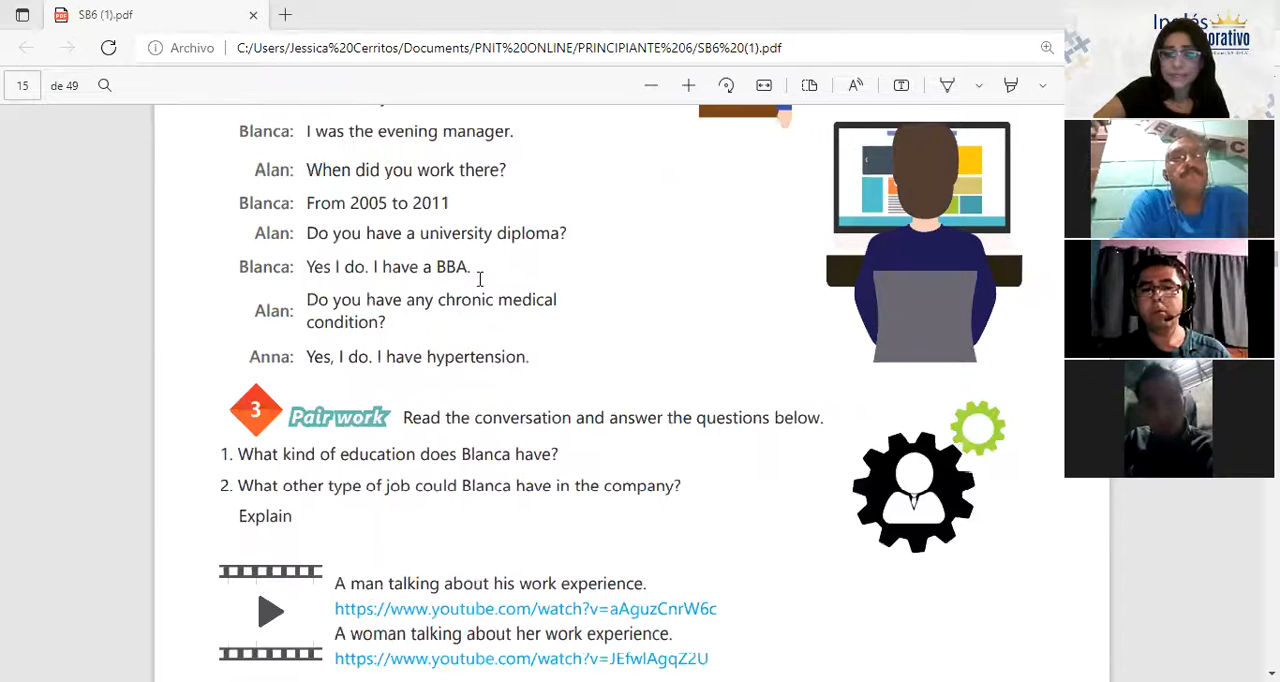 SB6 (1).pdf
Archivo C:/Users/Jessica%20Cerritos/Documents/PNIT%20ONLINE/PRINCIPIANTE%206/SB6%20(1).pdf
15 de 49
Blanca: I was the evening manager.
Alan: When did you work there?
Blanca: From 2005 to 2011
Alan: Do you have a university diploma?
Blanca: Yes I do. I have a BBA.
Alan: Do you have any chronic medical
condition?
Anna: Yes, I do. I have hypertension.
3 Pair work Read the conversation and answer the questions below.
1. What kind of education does Blanca have?
2. What other type of job could Blanca have in the company?
Explain
A man talking about his work experience.
https://www.youtube.com/watch?v=aAguzCnrW6c
A woman talking about her work experience.
https://www.youtube.com/watch?v=JEfwlAgqZ2U